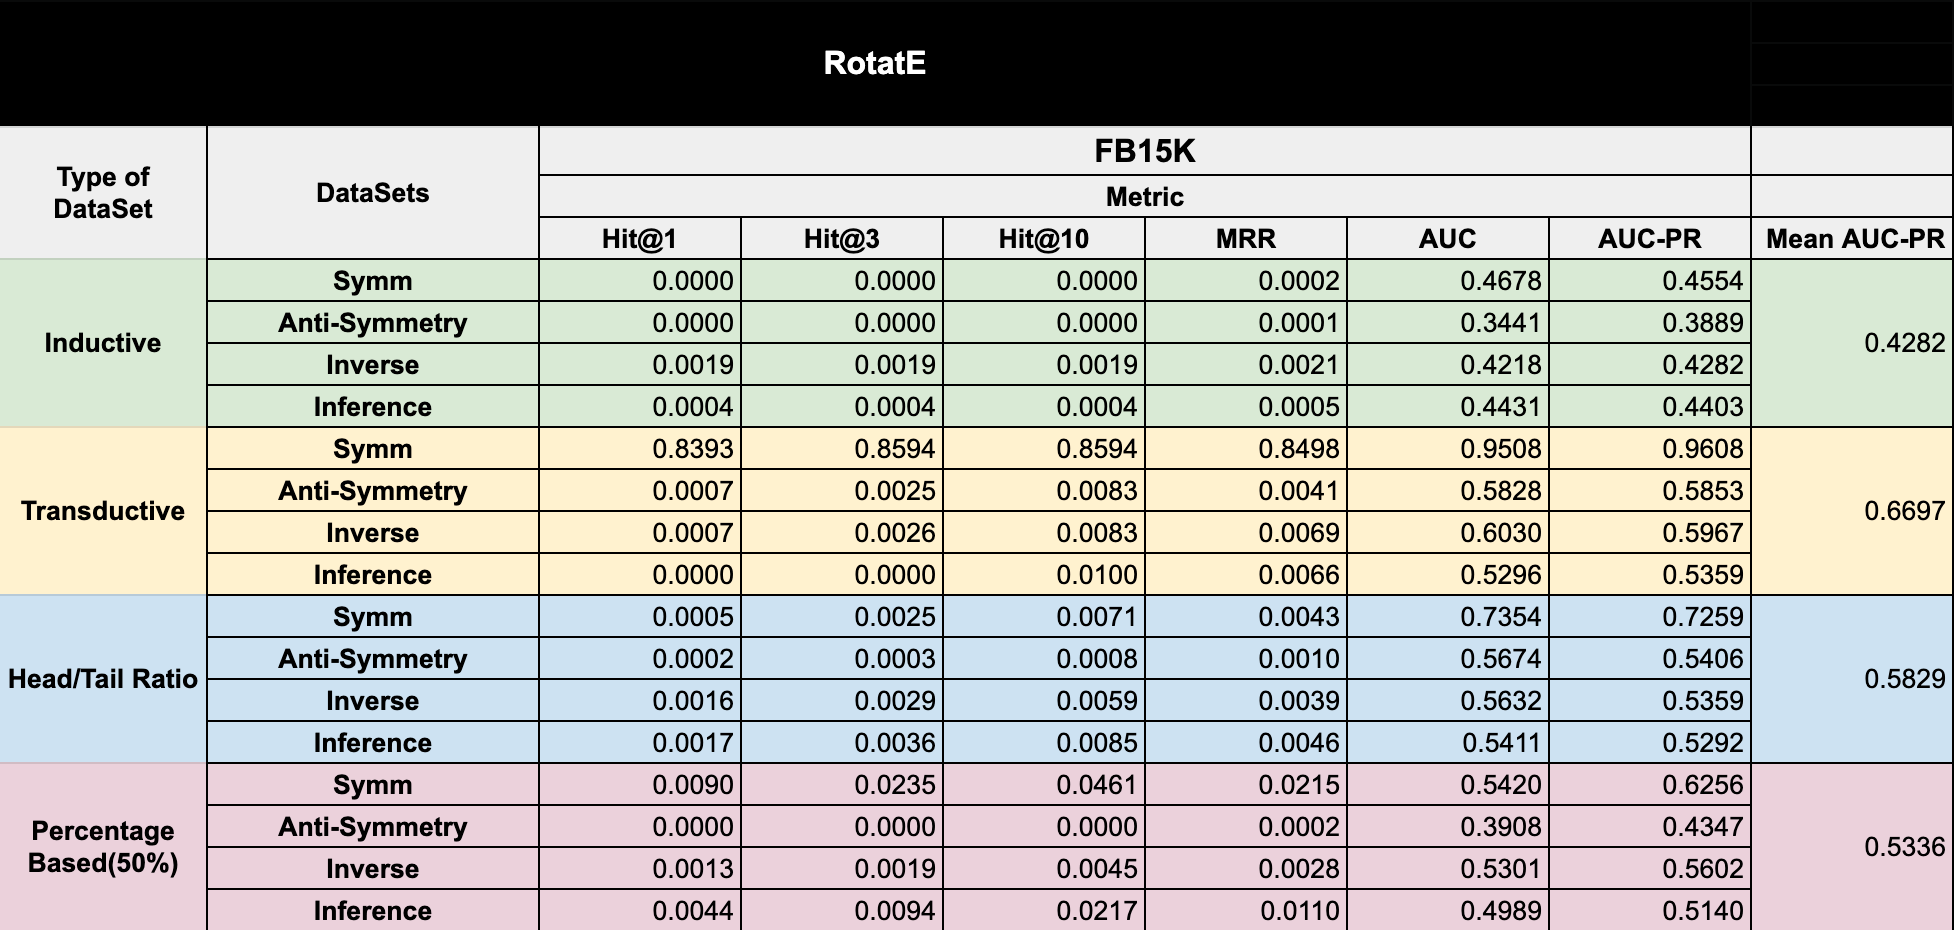 RotatE
Type of
DataSet
DataSets
FB15K
Metric
Hit@1 Hit@3 Hit@10 MRR AUC AUC-PR Mean AUC-PR
Inductive
Symm 0.0000 0.0000 0.0000 0.0002 0.4678 0.4554
Anti-Symmetry 0.0000 0.0000 0.0000 0.0001 0.3441 0.3889
Inverse 0.0019 0.0019 0.0019 0.0021 0.4218 0.4282
Inference 0.0004 0.0004 0.0004 0.0005 0.4431 0.4403
0.4282
Transductive
Symm 0.8393 0.8594 0.8594 0.8498 0.9508 0.9608
Anti-Symmetry 0.0007 0.0025 0.0083 0.0041 0.5828 0.5853
Inverse 0.0007 0.0026 0.0083 0.0069 0.6030 0.5967
Inference 0.0000 0.0000 0.0100 0.0066 0.5296 0.5359
0.6697
Head/Tail Ratio
Symm 0.0005 0.0025 0.0071 0.0043 0.7354 0.7259
Anti-Symmetry 0.0002 0.0003 0.0008 0.0010 0.5674 0.5406
Inverse 0.0016 0.0029 0.0059 0.0039 0.5632 0.5359
Inference 0.0017 0.0036 0.0085 0.0046 0.5411 0.5292
0.5829
Percentage
Based(50%)
Symm 0.0090 0.0235 0.0461 0.0215 0.5420 0.6256
Anti-Symmetry 0.0000 0.0000 0.0000 0.0002 0.3908 0.4347
Inverse 0.0013 0.0019 0.0045 0.0028 0.5301 0.5602
Inference 0.0044 0.0094 0.0217 0.0110 0.4989 0.5140
0.5336